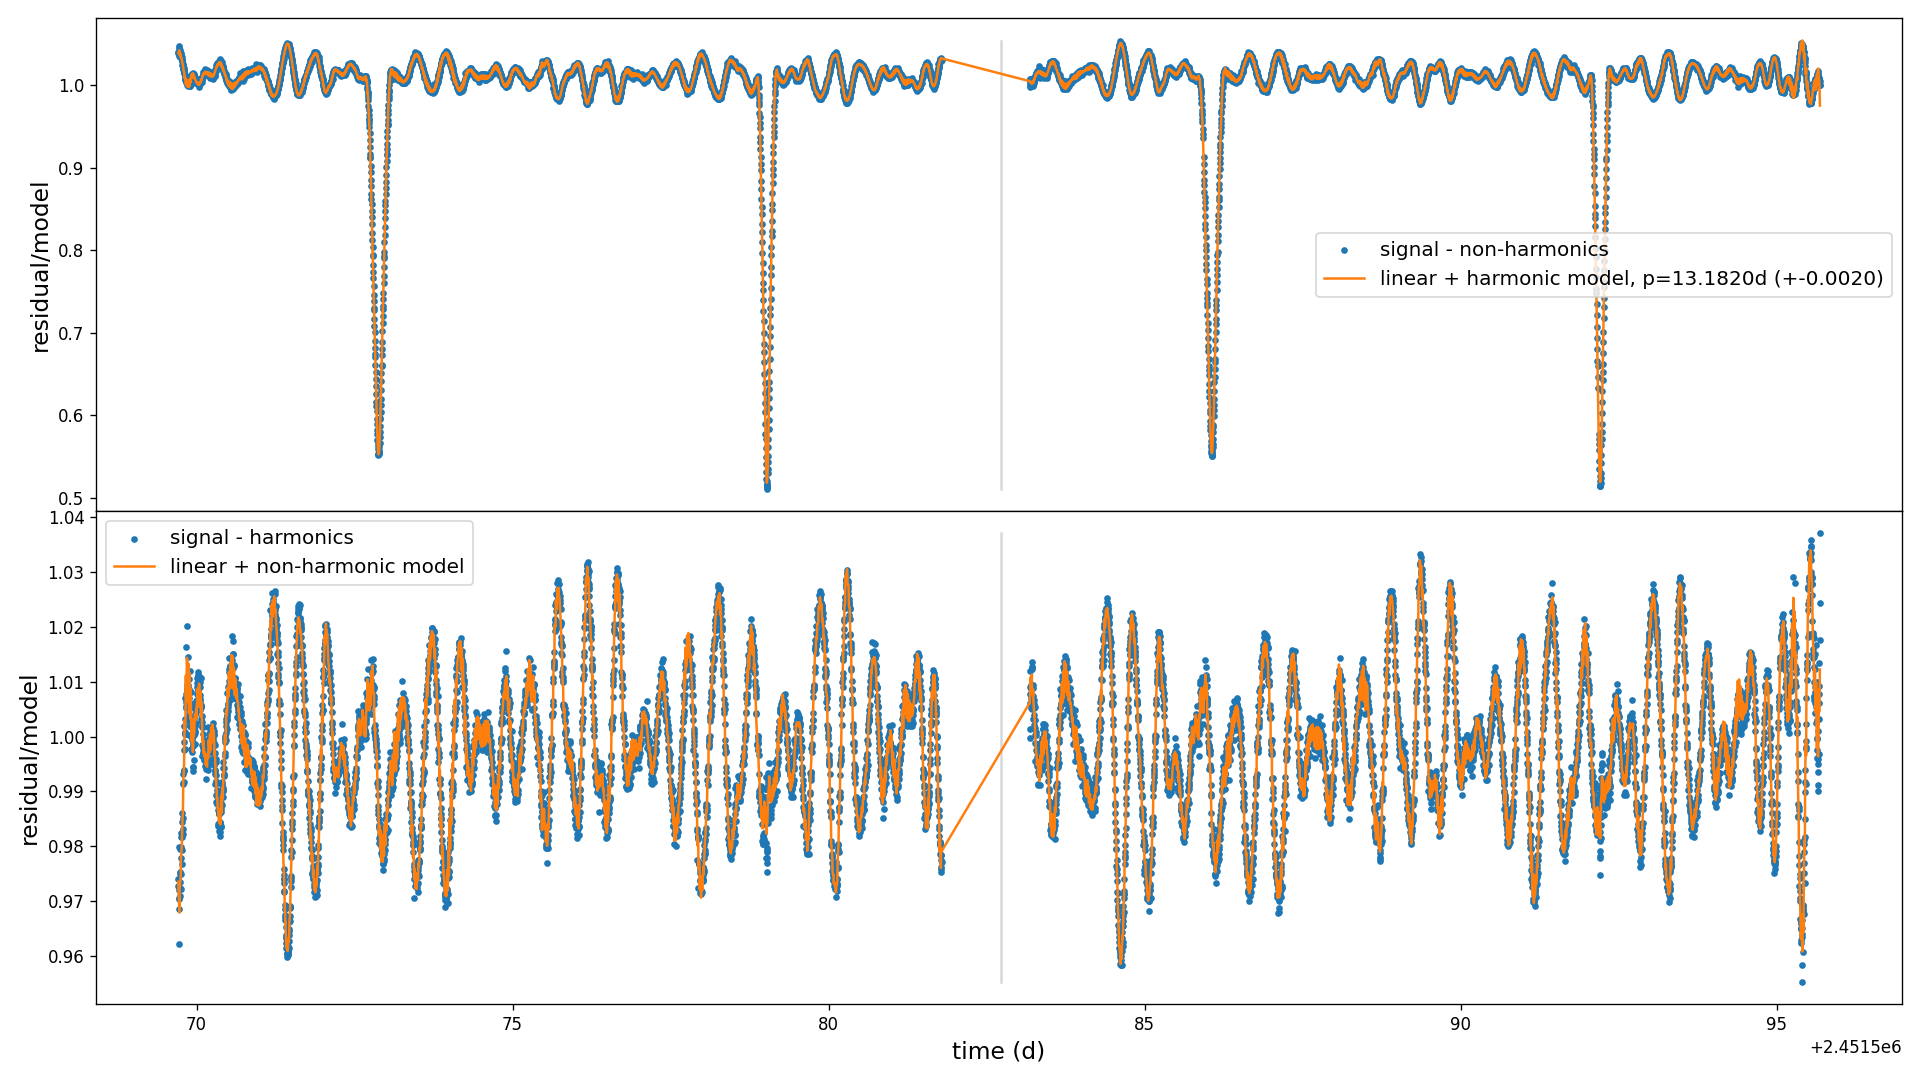 1.0
0.9
0.8
0.7
0.6
0.5
residual/model
signal - non-harmonics
linear + harmonic model, p=13.1820d (+-0.0020)
1.04
1.03
1.02
1.01
1.00
0.99
0.98
0.97
0.96
residual/model
signal - harmonics
linear + non-harmonic model
70 75 80 85 90 95
time (d)
+2.4515e6